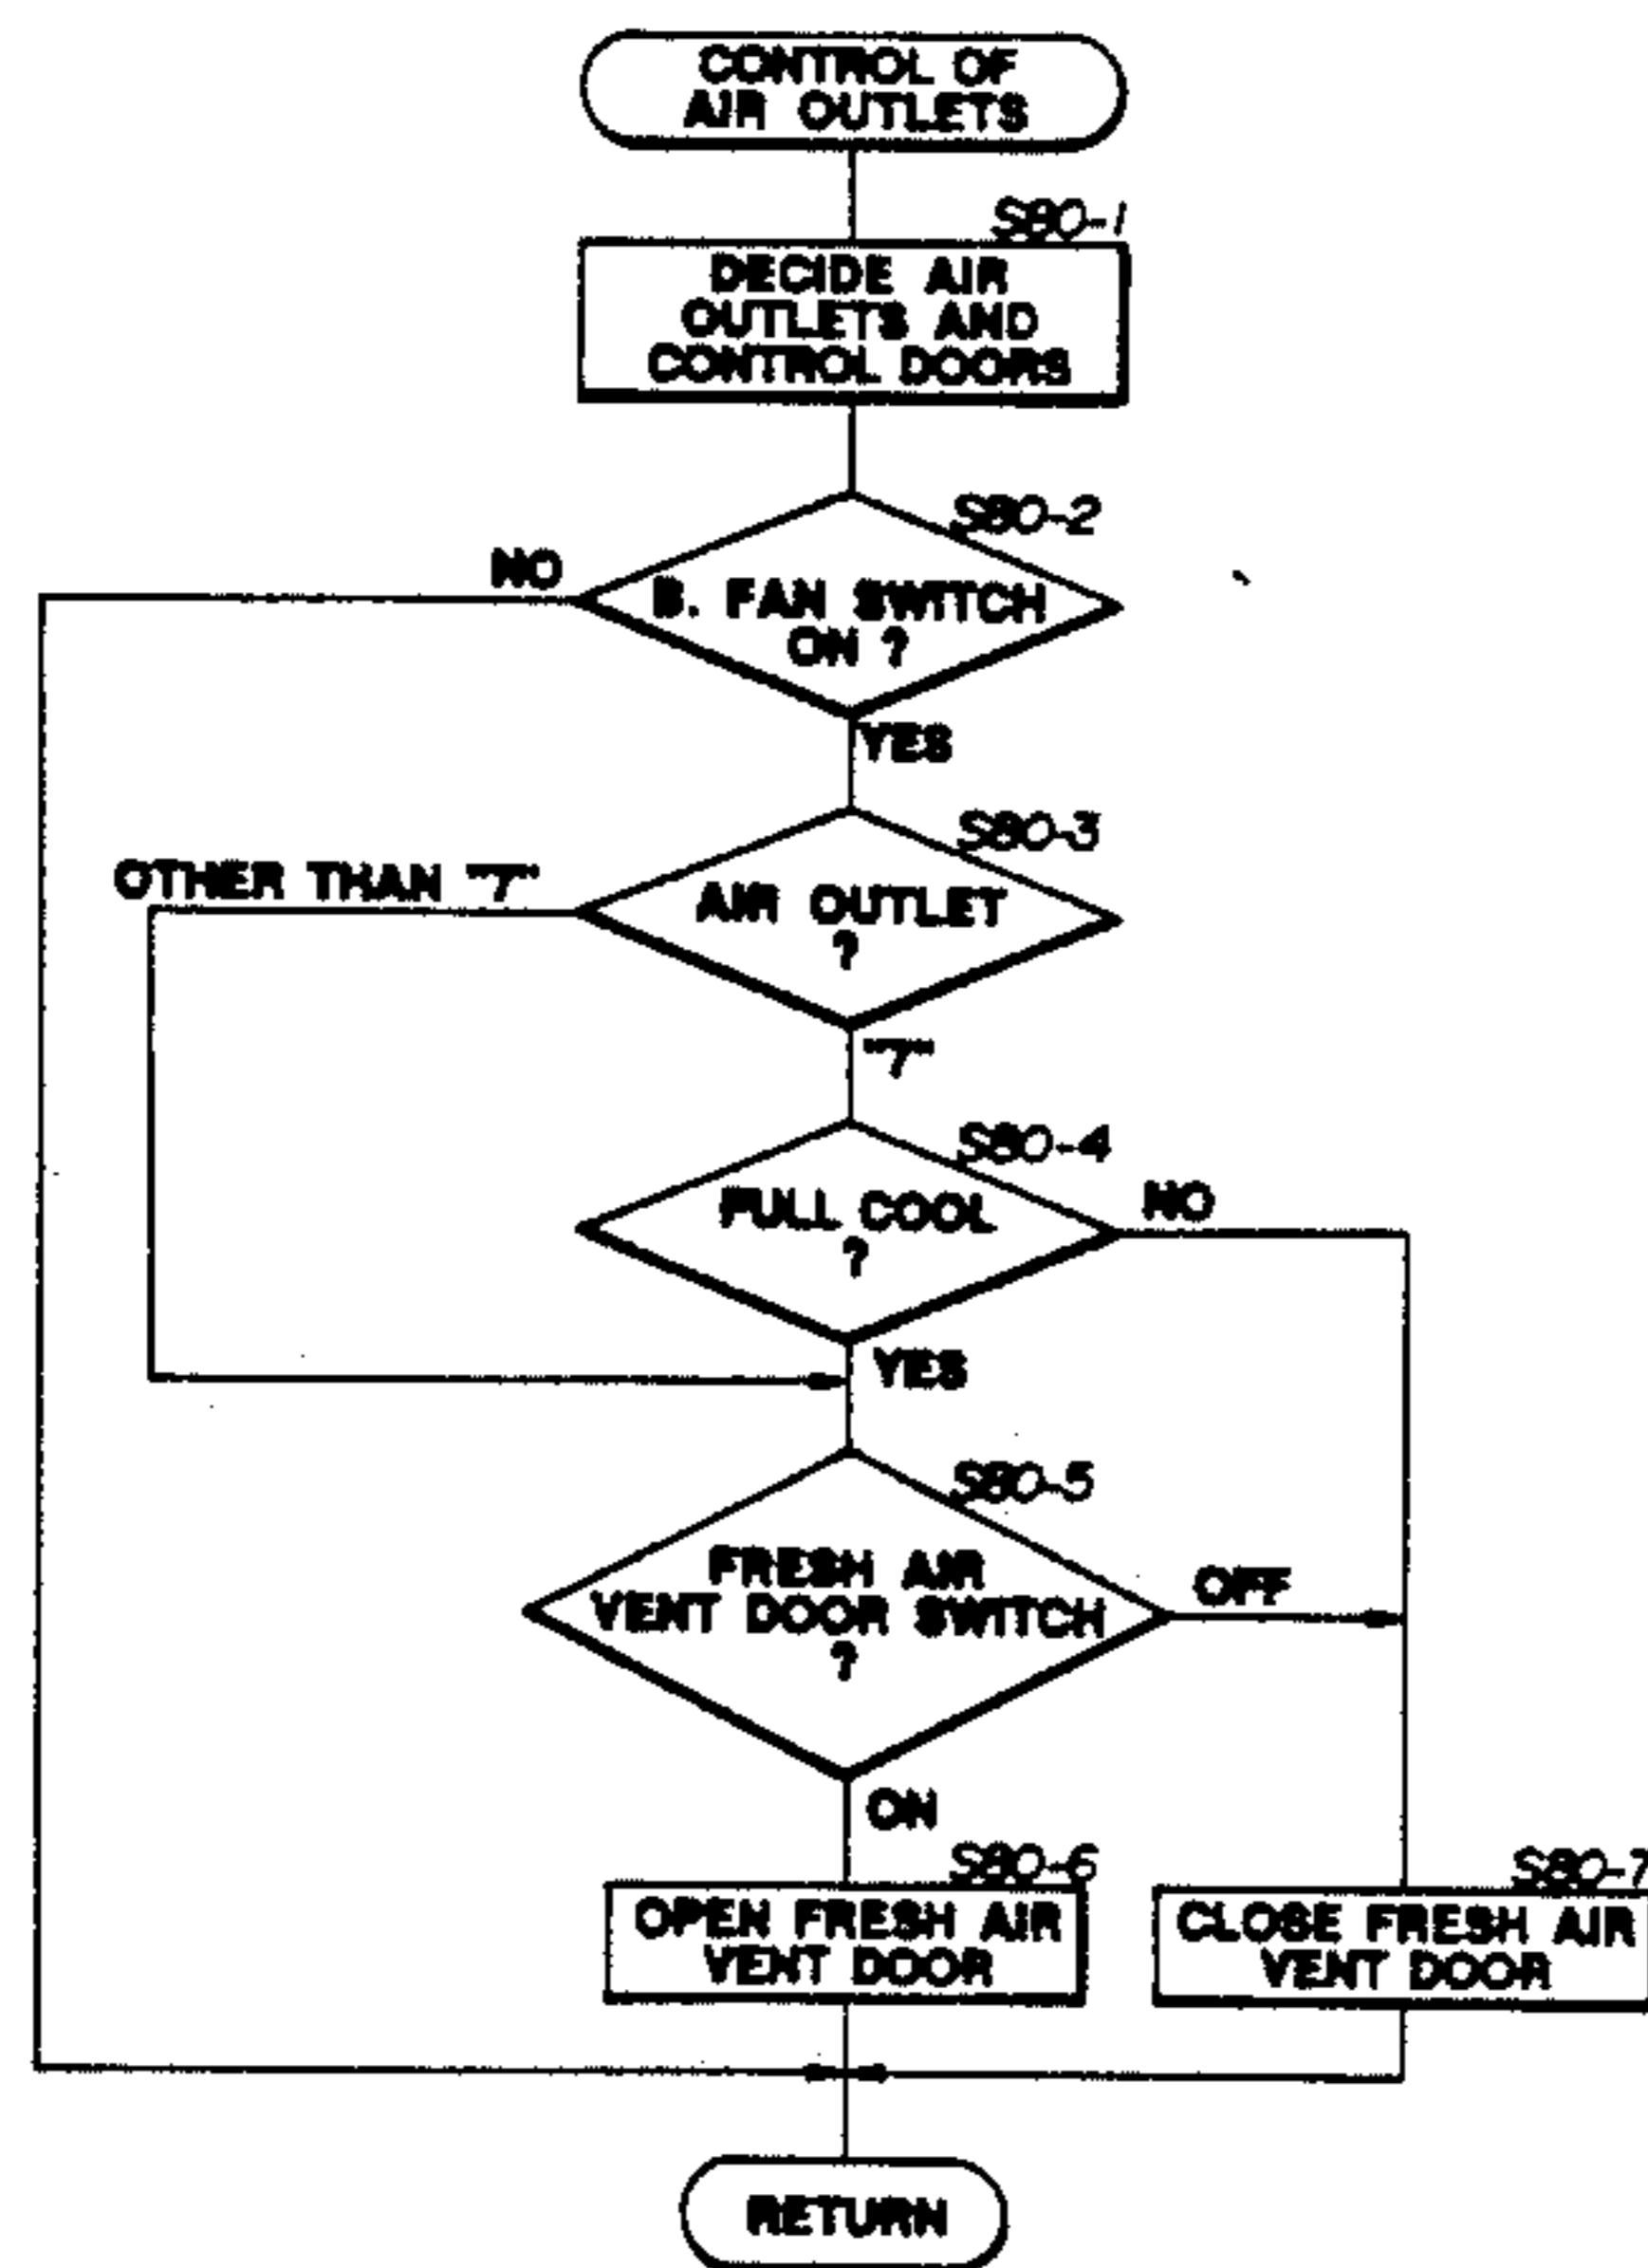 CONTROL OF
AIR OUTLETS
S80-1
DECIDE AIR
OUTLETS AND
CONTROL DOORS
S80-2
NO
B. FAN SWITCH
ON ?
YES
S80-3
OTHER THAN "7"
AIR OUTLET
?
"7"
S80-4
FULL COOL
?
NO
YES
S80-5
FRESH AIR
VENT DOOR SWITCH
?
OFF
ON
S80-6
OPEN FRESH AIR
VENT DOOR
S80-7
CLOSE FRESH AIR
VENT DOOR
RETURN